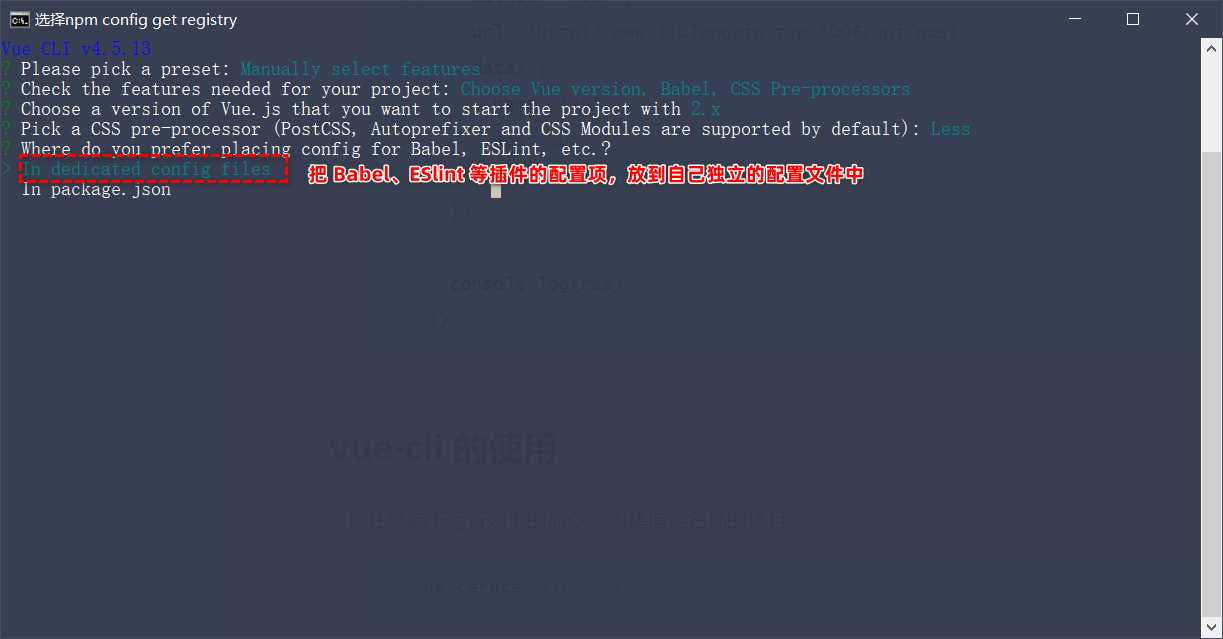 选择npm config get registry
Vue CLI v4.5.13
? Please pick a preset: Manually select features
? Check the features needed for your project: Choose Vue version, Babel, CSS Pre-processors
? Choose a version of Vue.js that you want to start the project with 2.x
? Pick a CSS pre-processor (PostCSS, Autoprefixer and CSS Modules are supported by default): Less
? Where do you prefer placing config for Babel, ESLint, etc.?
> In dedicated config files 把 Babel、ESlint 等插件的配置项，放到自己独立的配置文件中
In package.json
console.log(res)
vue-cli 的使用